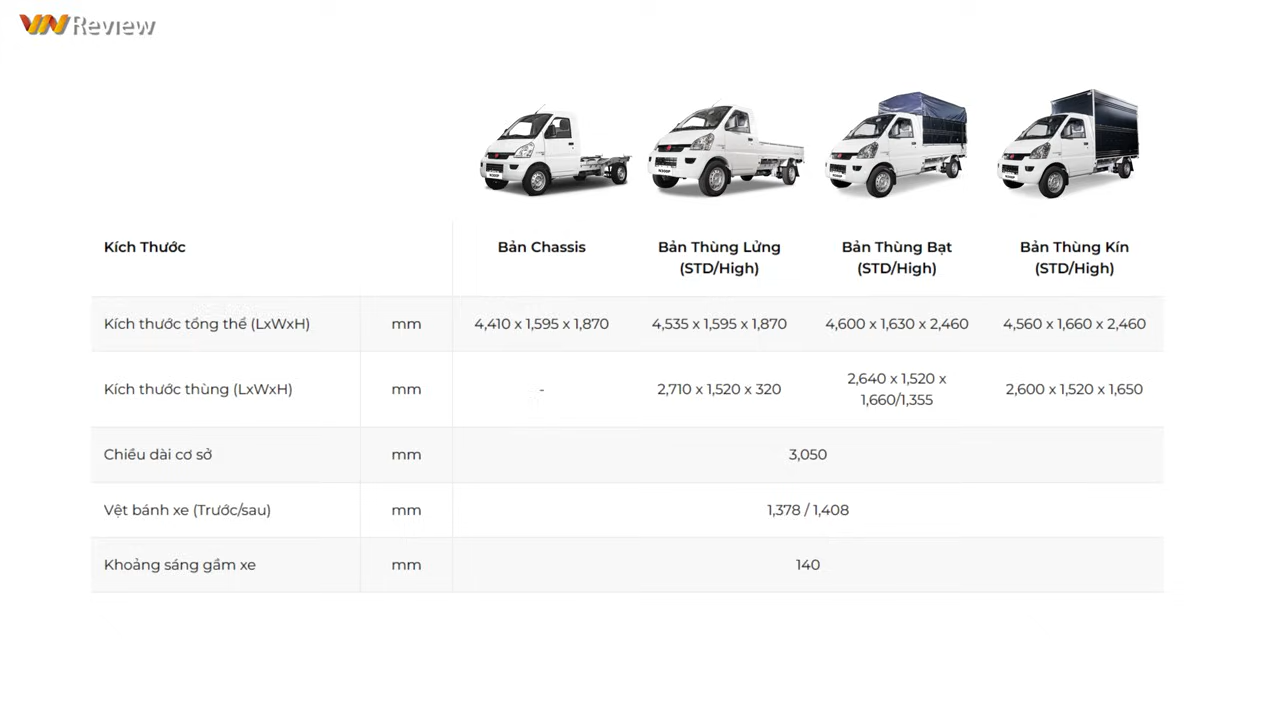 VNReview
Kích Thước
Bản Chassis
Bản Thùng Lửng
(STD/High)
Bản Thùng Bạt
(STD/High)
Bản Thùng Kín
(STD/High)
Kích thước tổng thể (LxWxH)
mm
4,410 x 1,595 x 1,870
4,535 x 1,595 x 1,870
4,600 x 1,630 x 2,460
4,560 x 1,660 x 2,460
Kích thước thùng (LxWxH)
mm
-
2,710 x 1,520 x 320
2,640 x 1,520 x
1,660/1,355
2,600 x 1,520 x 1,650
Chiều dài cơ sở
mm
3,050
Vệt bánh xe (Trước/sau)
mm
1,378 / 1,408
Khoảng sáng gầm xe
mm
140